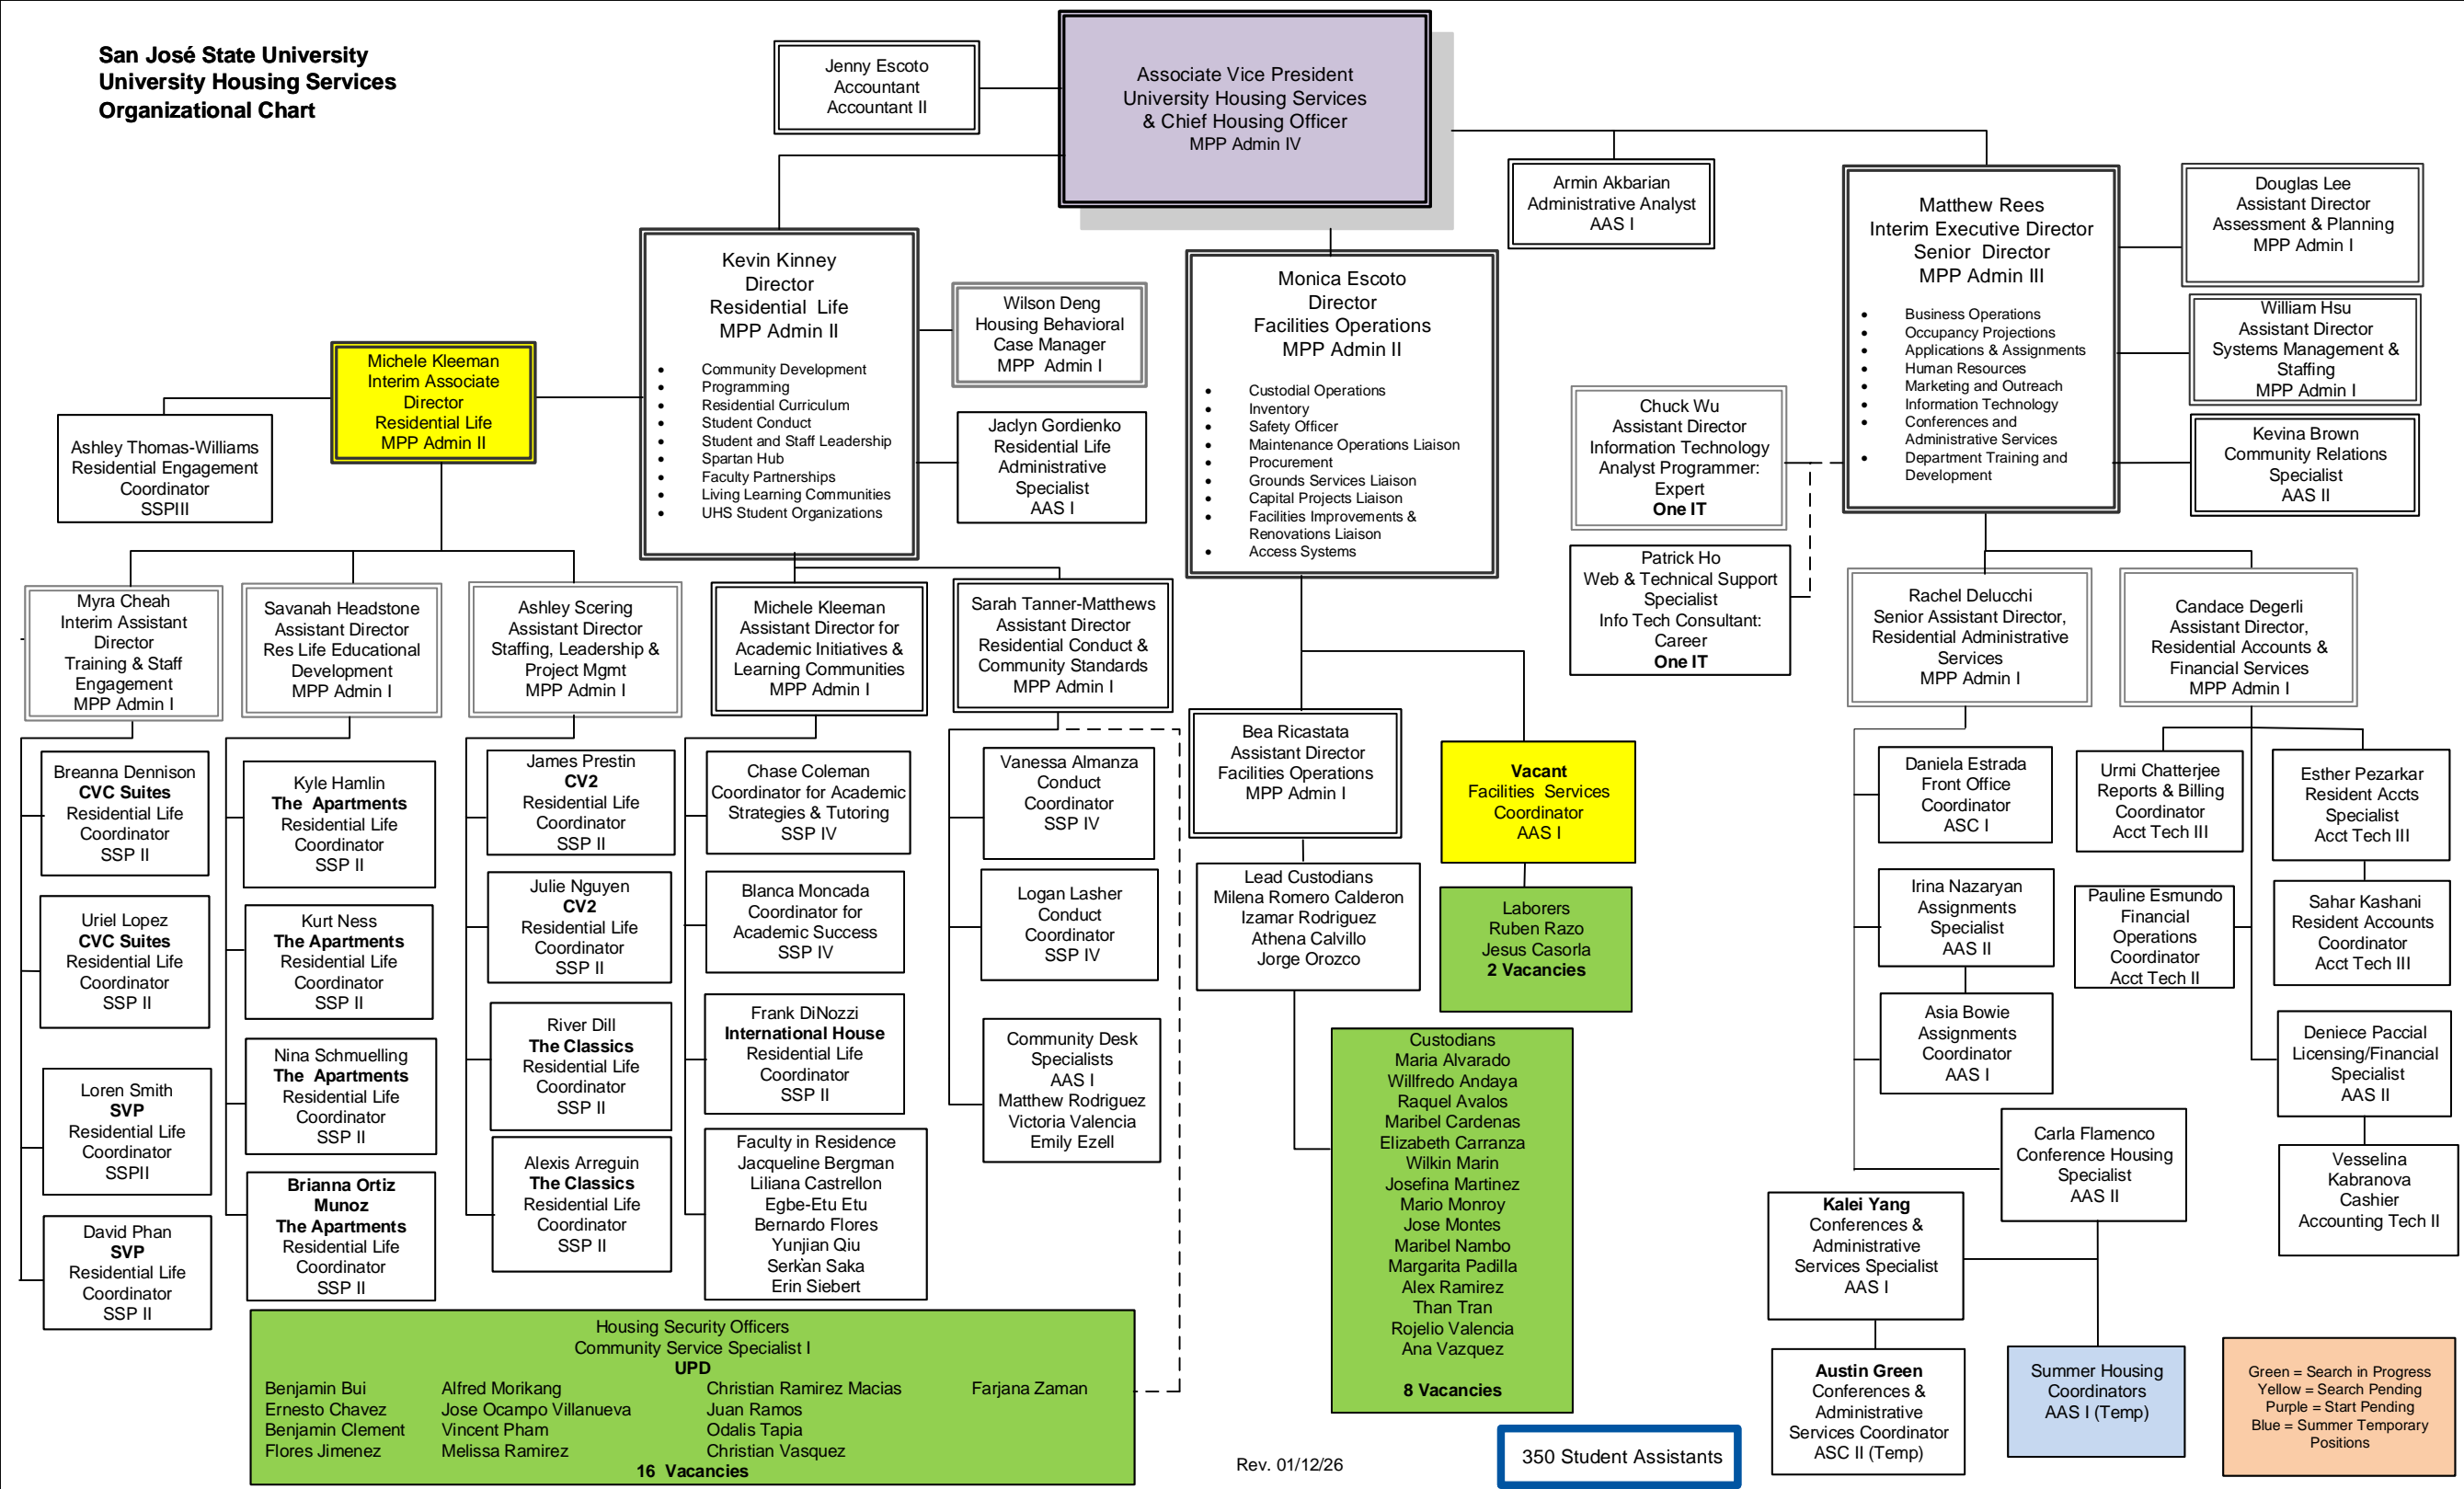 San José State University
University Housing Services
Organizational Chart
Jenny Escoto
Accountant
Accountant II
Associate Vice President
University Housing Services
& Chief Housing Officer
MPP Admin IV
Armin Akbarian
Administrative Analyst
AAS I
Kevin Kinney
Director
Residential Life
MPP Admin II
• Community Development
• Programming
• Residential Curriculum
• Student Conduct
• Student and Staff Leadership
• Spartan Hub
• Faculty Partnerships
• Living Learning Communities
• UHS Student Organizations
Wilson Deng
Housing Behavioral
Case Manager
MPP Admin I
Jaclyn Gordienko
Residential Life
Administrative
Specialist
AAS I
Michele Kleeman
Interim Associate
Director
Residential Life
MPP Admin II
Ashley Thomas-Williams
Residential Engagement
Coordinator
SSPIII
Monica Escoto
Director
Facilities Operations
MPP Admin II
• Custodial Operations
• Inventory
• Safety Officer
• Maintenance Operations Liaison
• Procurement
• Grounds Services Liaison
• Capital Projects Liaison
• Facilities Improvements &
Renovations Liaison
• Access Systems
Matthew Rees
Interim Executive Director
Senior Director
MPP Admin III
• Business Operations
• Occupancy Projections
• Applications & Assignments
• Human Resources
• Marketing and Outreach
• Information Technology
• Conferences and
Administrative Services
• Department Training and
Development
Douglas Lee
Assistant Director
Assessment & Planning
MPP Admin I
William Hsu
Assistant Director
Systems Management &
Staffing
MPP Admin I
Kevina Brown
Community Relations
Specialist
AAS II
Chuck Wu
Assistant Director
Information Technology
Analyst Programmer:
Expert
One IT
Patrick Ho
Web & Technical Support
Specialist
Info Tech Consultant:
Career
One IT
Myra Cheah
Interim Assistant
Director
Training & Staff
Engagement
MPP Admin I
Savanah Headstone
Assistant Director
Res Life Educational
Development
MPP Admin I
Ashley Scering
Assistant Director
Staffing, Leadership &
Project Mgmt
MPP Admin I
Michele Kleeman
Assistant Director for
Academic Initiatives &
Learning Communities
MPP Admin I
Sarah Tanner-Matthews
Assistant Director
Residential Conduct &
Community Standards
MPP Admin I
Rachel Delucchi
Senior Assistant Director,
Residential Administrative
Services
MPP Admin I
Candace Degerli
Assistant Director,
Residential Accounts &
Financial Services
MPP Admin I
Breanna Dennison
CVC Suites
Residential Life
Coordinator
SSP II
Uriel Lopez
CVC Suites
Residential Life
Coordinator
SSP II
Loren Smith
SVP
Residential Life
Coordinator
SSPII
David Phan
SVP
Residential Life
Coordinator
SSP II
Kyle Hamlin
The Apartments
Residential Life
Coordinator
SSP II
Kurt Ness
The Apartments
Residential Life
Coordinator
SSP II
Nina Schmuelling
The Apartments
Residential Life
Coordinator
SSP II
Brianna Ortiz
Munoz
The Apartments
Residential Life
Coordinator
SSP II
James Prestin
CV2
Residential Life
Coordinator
SSP II
Julie Nguyen
CV2
Residential Life
Coordinator
SSP II
River Dill
The Classics
Residential Life
Coordinator
SSP II
Alexis Arreguin
The Classics
Residential Life
Coordinator
SSP II
Chase Coleman
Coordinator for Academic
Strategies & Tutoring
SSP IV
Blanca Moncada
Coordinator for
Academic Success
SSP IV
Frank DiNozzi
International House
Residential Life
Coordinator
SSP II
Faculty in Residence
Jacqueline Bergman
Liliana Castrellon
Egbe-Etu Etu
Bernardo Flores
Yunjian Qiu
Serkan Saka
Erin Siebert
Vanessa Almanza
Conduct
Coordinator
SSP IV
Logan Lasher
Conduct
Coordinator
SSP IV
Community Desk
Specialists
AAS I
Matthew Rodriguez
Victoria Valencia
Emily Ezell
Bea Ricastata
Assistant Director
Facilities Operations
MPP Admin I
Lead Custodians
Milena Romero Calderon
Izamar Rodriguez
Athena Calvillo
Jorge Orozco
Vacant
Facilities Services
Coordinator
AAS I
Laborers
Ruben Razo
Jesus Casorla
2 Vacancies
Custodians
Maria Alvarado
Willfredo Andaya
Raquel Avalos
Maribel Cardenas
Elizabeth Carranza
Wilkin Marin
Josefina Martinez
Mario Monroy
Jose Montes
Maribel Nambo
Margarita Padilla
Alex Ramirez
Than Tran
Rojelio Valencia
Ana Vazquez
8 Vacancies
Daniela Estrada
Front Office
Coordinator
ASC I
Irina Nazaryan
Assignments
Specialist
AAS II
Asia Bowie
Assignments
Coordinator
AAS I
Carla Flamenco
Conference Housing
Specialist
AAS II
Kalei Yang
Conferences &
Administrative
Services Specialist
AAS I
Austin Green
Conferences &
Administrative
Services Coordinator
ASC II (Temp)
Summer Housing
Coordinators
AAS I (Temp)
Urmi Chatterjee
Reports & Billing
Coordinator
Acct Tech III
Pauline Esmundo
Financial
Operations
Coordinator
Acct Tech II
Esther Pezarkar
Resident Accts
Specialist
Acct Tech III
Sahar Kashani
Resident Accounts
Coordinator
Acct Tech III
Deniece Paccial
Licensing/Financial
Specialist
AAS II
Vesselina
Kabranova
Cashier
Accounting Tech II
Housing Security Officers
Community Service Specialist I
UPD
Benjamin Bui Alfred Morikang Christian Ramirez Macias Farjana Zaman
Ernesto Chavez Jose Ocampo Villanueva Juan Ramos
Benjamin Clement Vincent Pham Odalis Tapia
Flores Jimenez Melissa Ramirez Christian Vasquez
16 Vacancies
Rev. 01/12/26
350 Student Assistants
Green = Search in Progress
Yellow = Search Pending
Purple = Start Pending
Blue = Summer Temporary
Positions